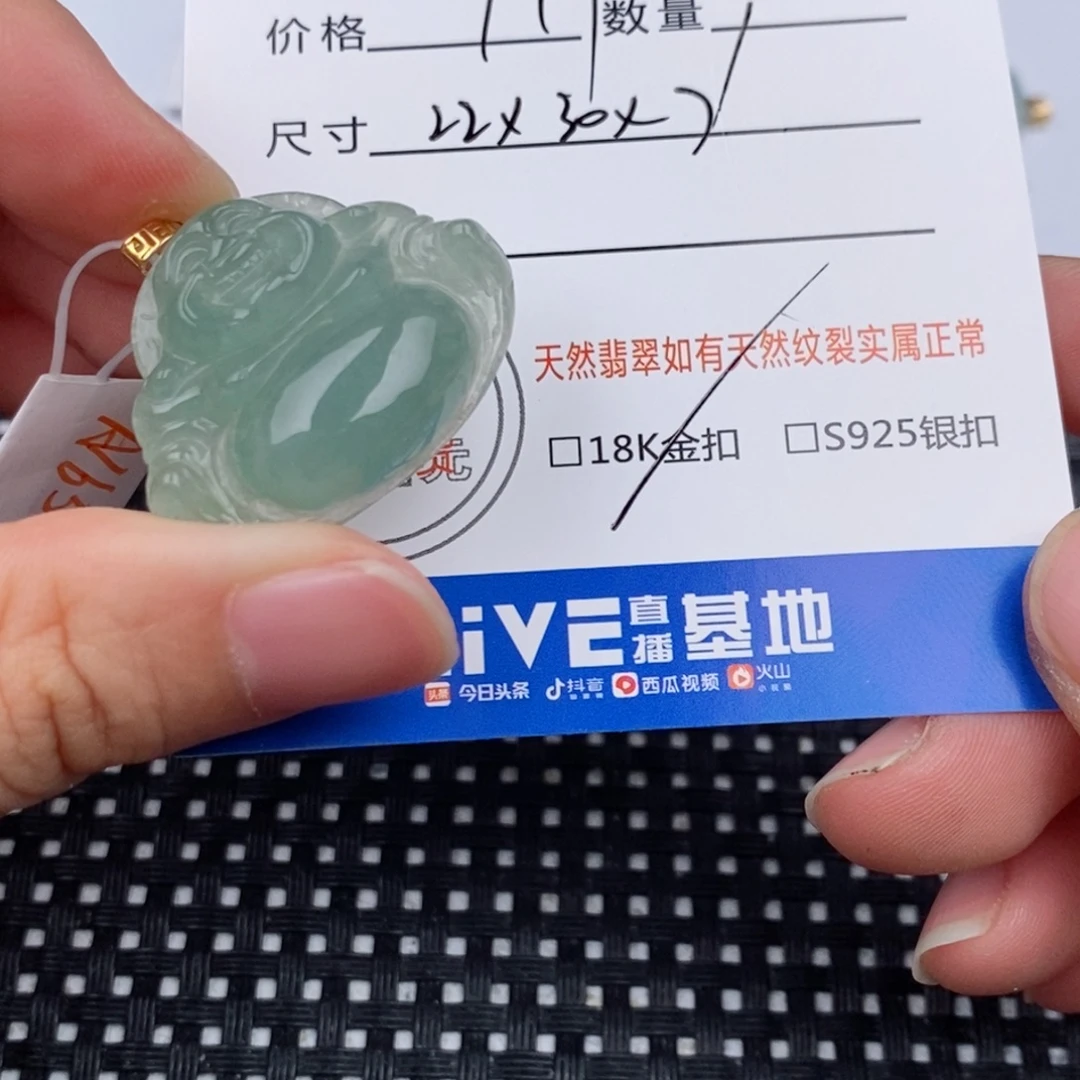 价格 数量
尺寸 22x30x7
天然翡翠如有天然纹裂实属正常
□18K金扣 □S925银扣
iVE直播基地
头条 今日头条 抖音 西瓜视频 火山